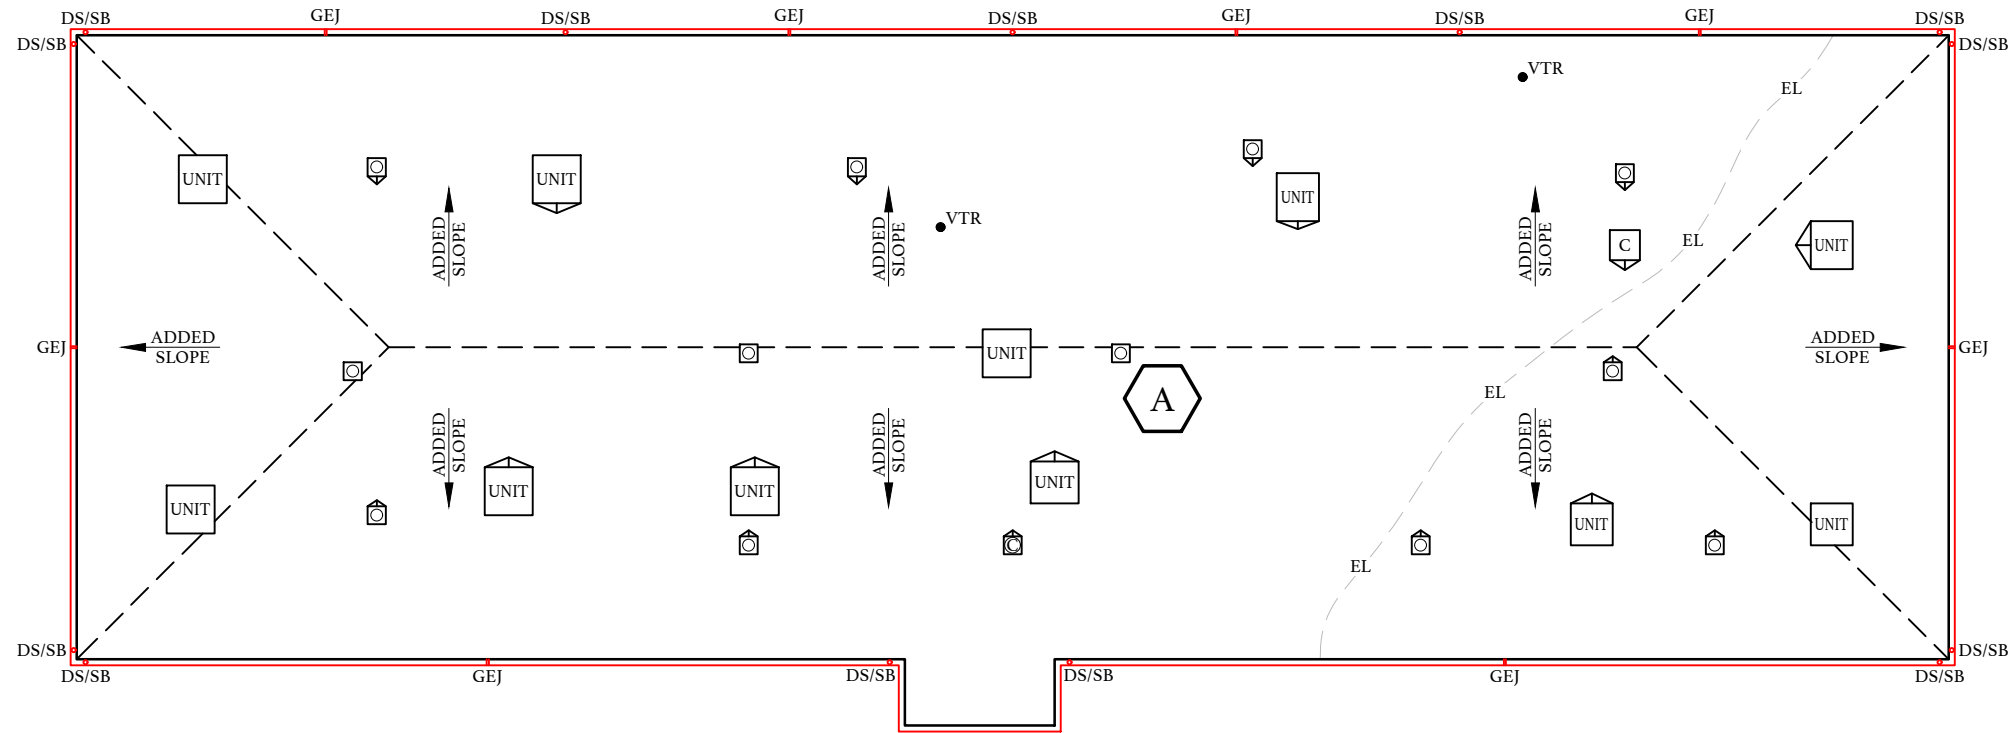 DS/SB GEJ DS/SB GEJ DS/SB GEJ DS/SB GEJ DS/SB
DS/SB DS/SB
VTR
EL
UNIT UNIT UNIT
VTR
ADDED
SLOPE
ADDED
SLOPE
ADDED
SLOPE
EL
C
UNIT
GEJ
ADDED
SLOPE
UNIT
ADDED
SLOPE
GEJ
EL
A
ADDED
SLOPE
ADDED
SLOPE
ADDED
SLOPE
UNIT UNIT UNIT UNIT UNIT UNIT
C
EL
DS/SB DS/SB
DS/SB GEJ DS/SB DS/SB GEJ DS/SB